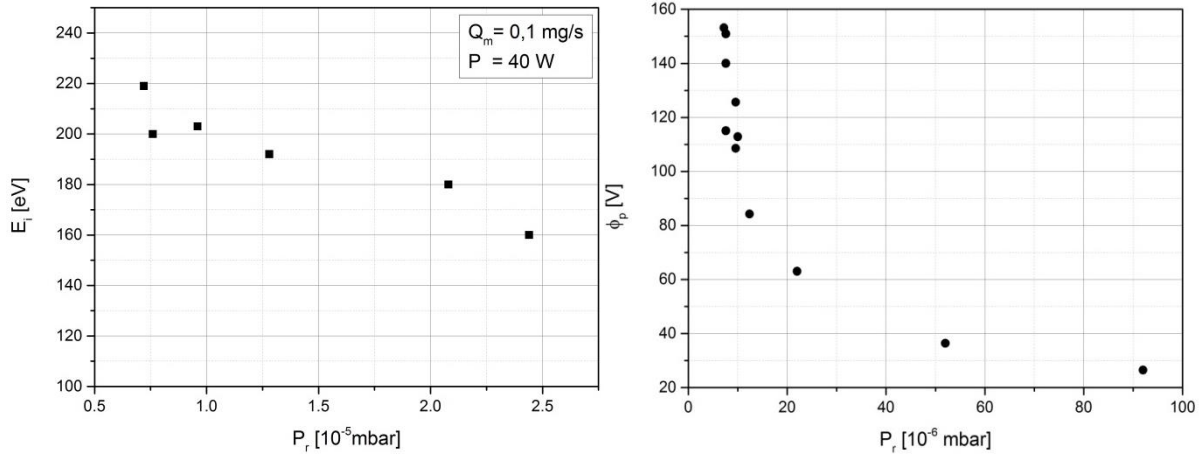 240
220
200
180
160
140
120
100
E_i [eV]
0.5 1.0 1.5 2.0 2.5
P_r [10^-5mbar]
Q_m = 0,1 mg/s
P = 40 W
160
140
120
100
80
60
40
20
ϕ_p [V]
0 20 40 60 80 100
P_r [10^-6 mbar]